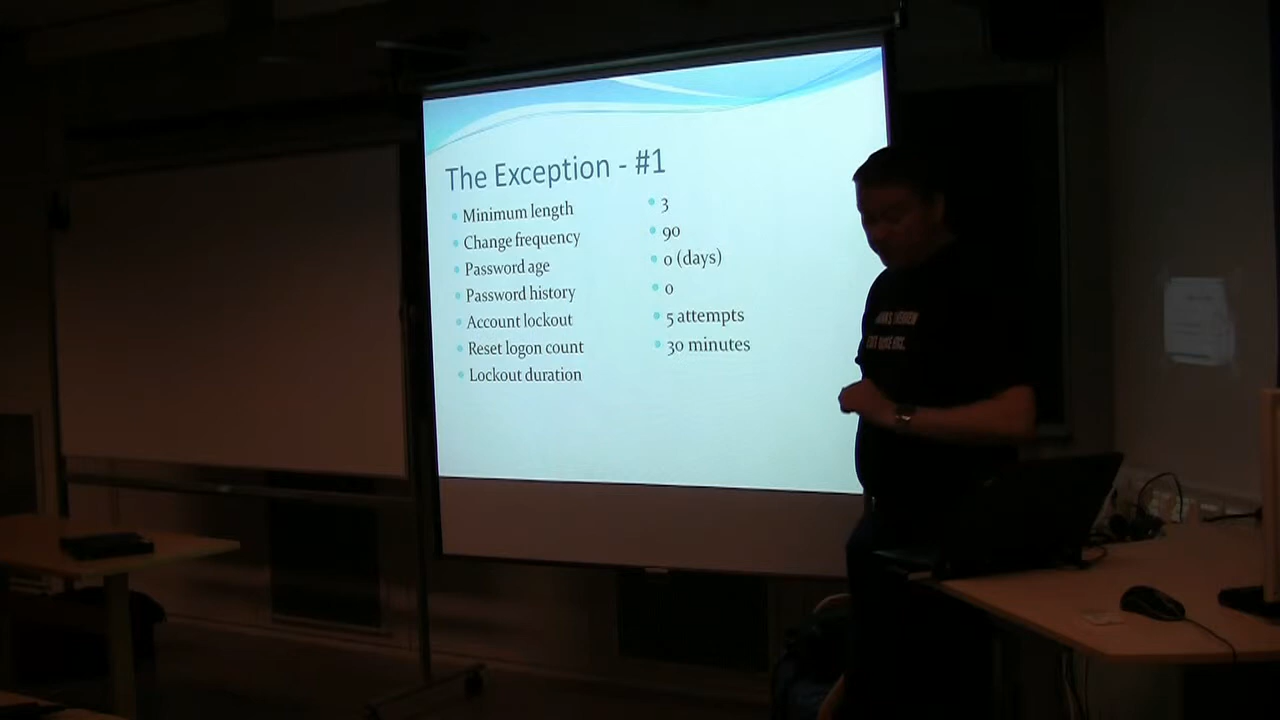 The Exception - #1
Minimum length
Change frequency
Password age
Password history
Account lockout
Reset logon count
Lockout duration
3
90
0 (days)
0
5 attempts
30 minutes